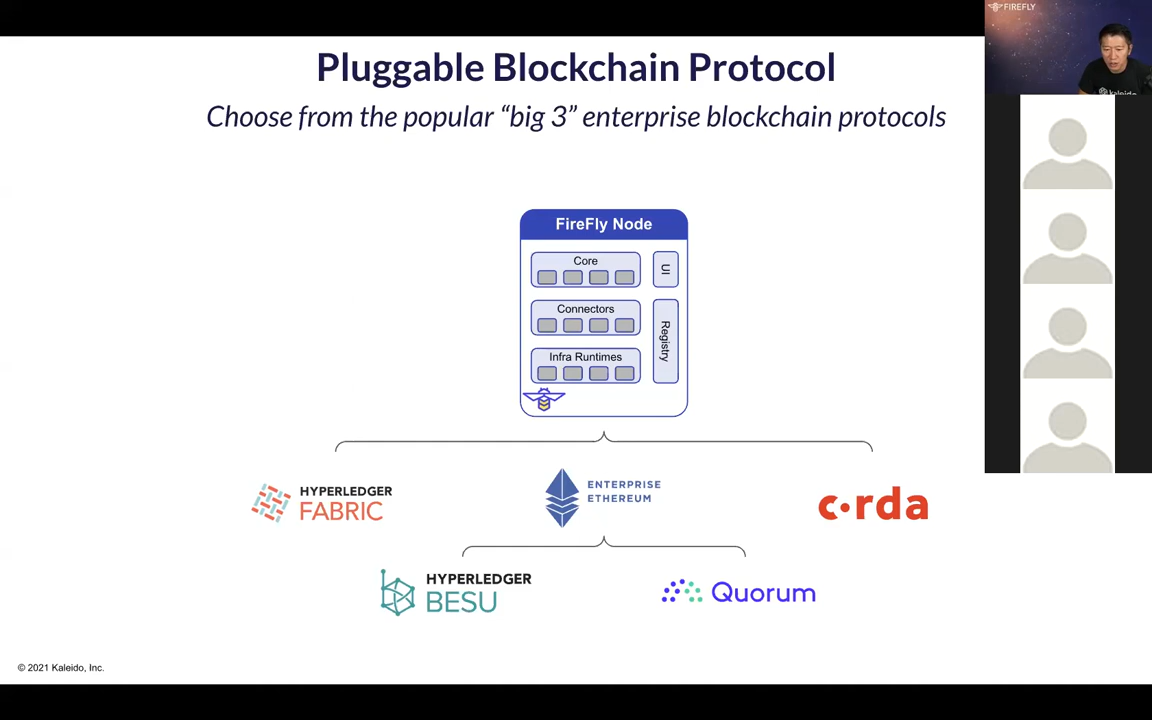 FIREFLY
Pluggable Blockchain Protocol
Choose from the popular “big 3” enterprise blockchain protocols
FireFly Node
Core
UI
Connectors
Registry
Infra Runtimes
HYPERLEDGER
FABRIC
ENTERPRISE
ETHEREUM
c·rda
HYPERLEDGER
BESU
Quorum
© 2021 Kaleido, Inc.
kaleido